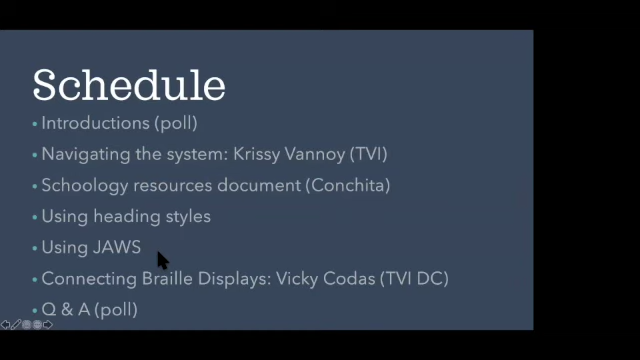 Schedule
• Introductions (poll)
• Navigating the system: Krissy Vannoy (TVI)
• Schoology resources document (Conchita)
• Using heading styles
• Using JAWS
• Connecting Braille Displays: Vicky Codas (TVI DC)
• Q & A (poll)